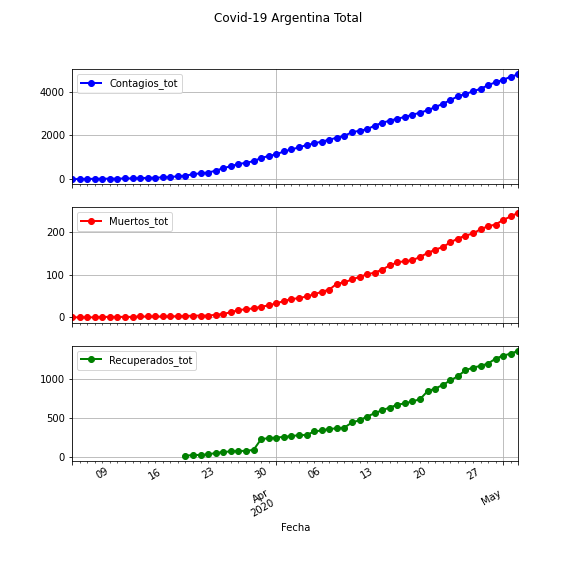 Covid-19 Argentina Total
Contagios_tot
4000
2000
0
Muertos_tot
200
100
0
Recuperados_tot
1000
500
0
09
16
23
30
06
13
20
27
Apr
2020
May
Fecha